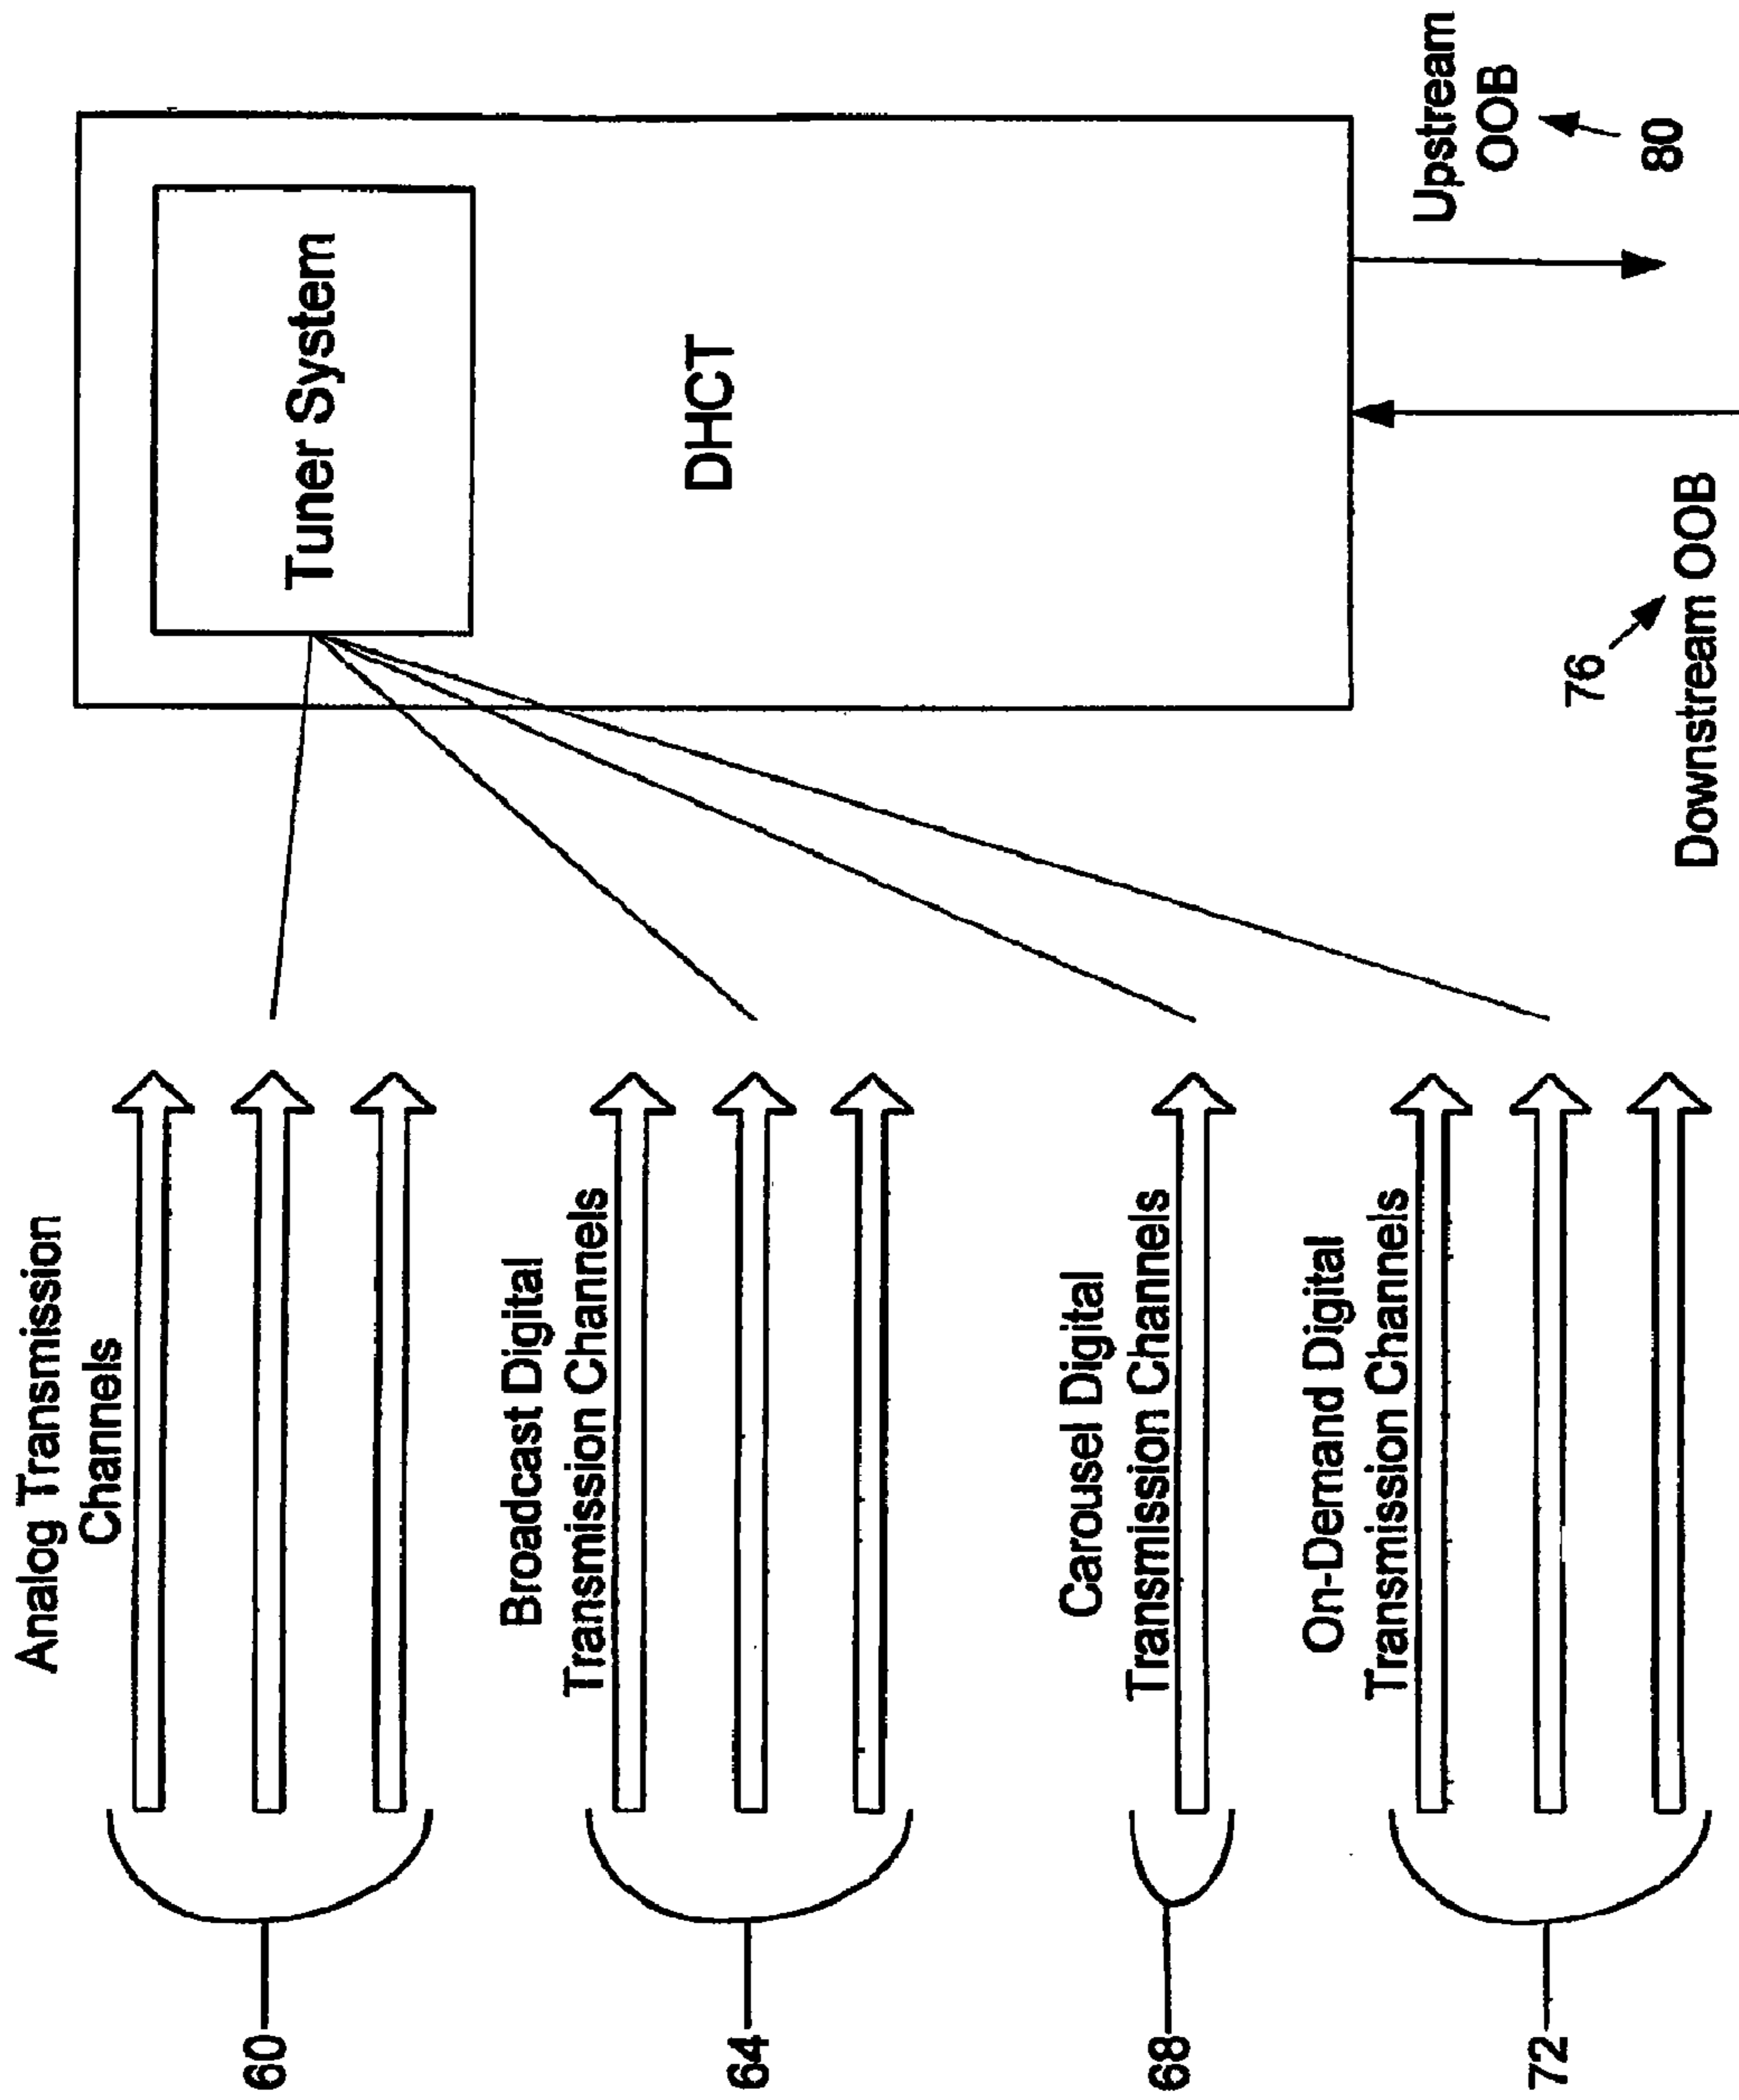 Analog Transmission
Channels
60
Broadcast Digital
Transmission Channels
64
Carousel Digital
Transmission Channels
68
On-Demand Digital
Transmission Channels
72
Tuner System
DHCT
76
Downstream OOB
Upstream
OOB
80